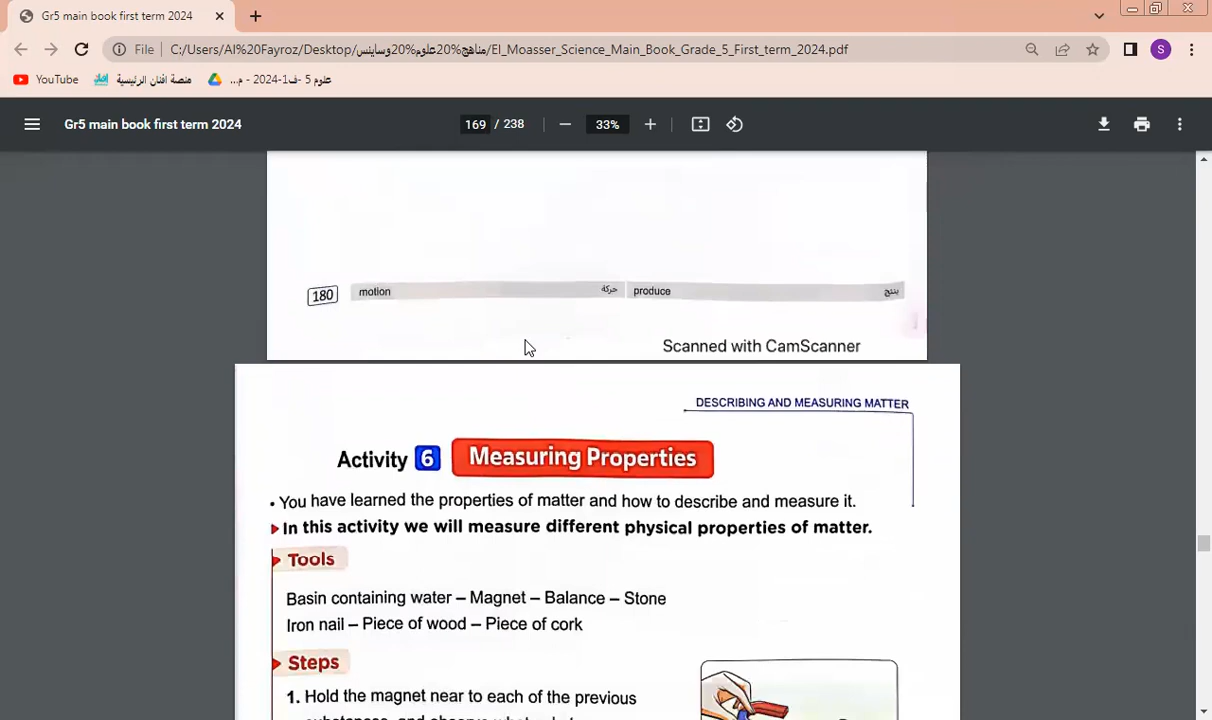 Gr5 main book first term 2024
File C:/Users/Al%20Fayroz/Desktop/مناهج%20علوم%20وساينس/El_Moasser_Science_Main_Book_Grade_5_First_term_2024.pdf
S
YouTube منصة افنان الرئيسية علوم 5 -ف1-2024 - م...
Gr5 main book first term 2024 169 / 238 33%
180 motion حركة produce ينتج
Scanned with CamScanner
DESCRIBING AND MEASURING MATTER
Activity 6 Measuring Properties
• You have learned the properties of matter and how to describe and measure it.
In this activity we will measure different physical properties of matter.
Tools
Basin containing water – Magnet – Balance – Stone
Iron nail – Piece of wood – Piece of cork
Steps
1. Hold the magnet near to each of the previous